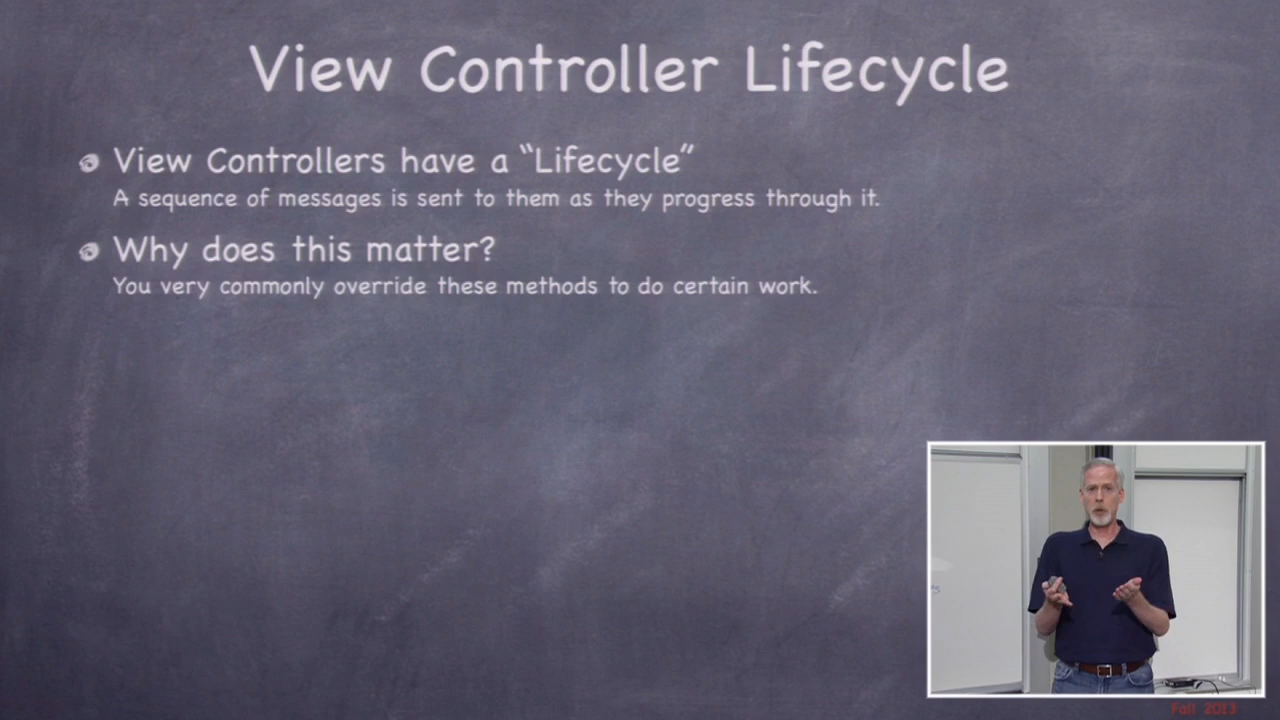 View Controller Lifecycle
View Controllers have a “Lifecycle”
A sequence of messages is sent to them as they progress through it.
Why does this matter?
You very commonly override these methods to do certain work.
Fall 2013